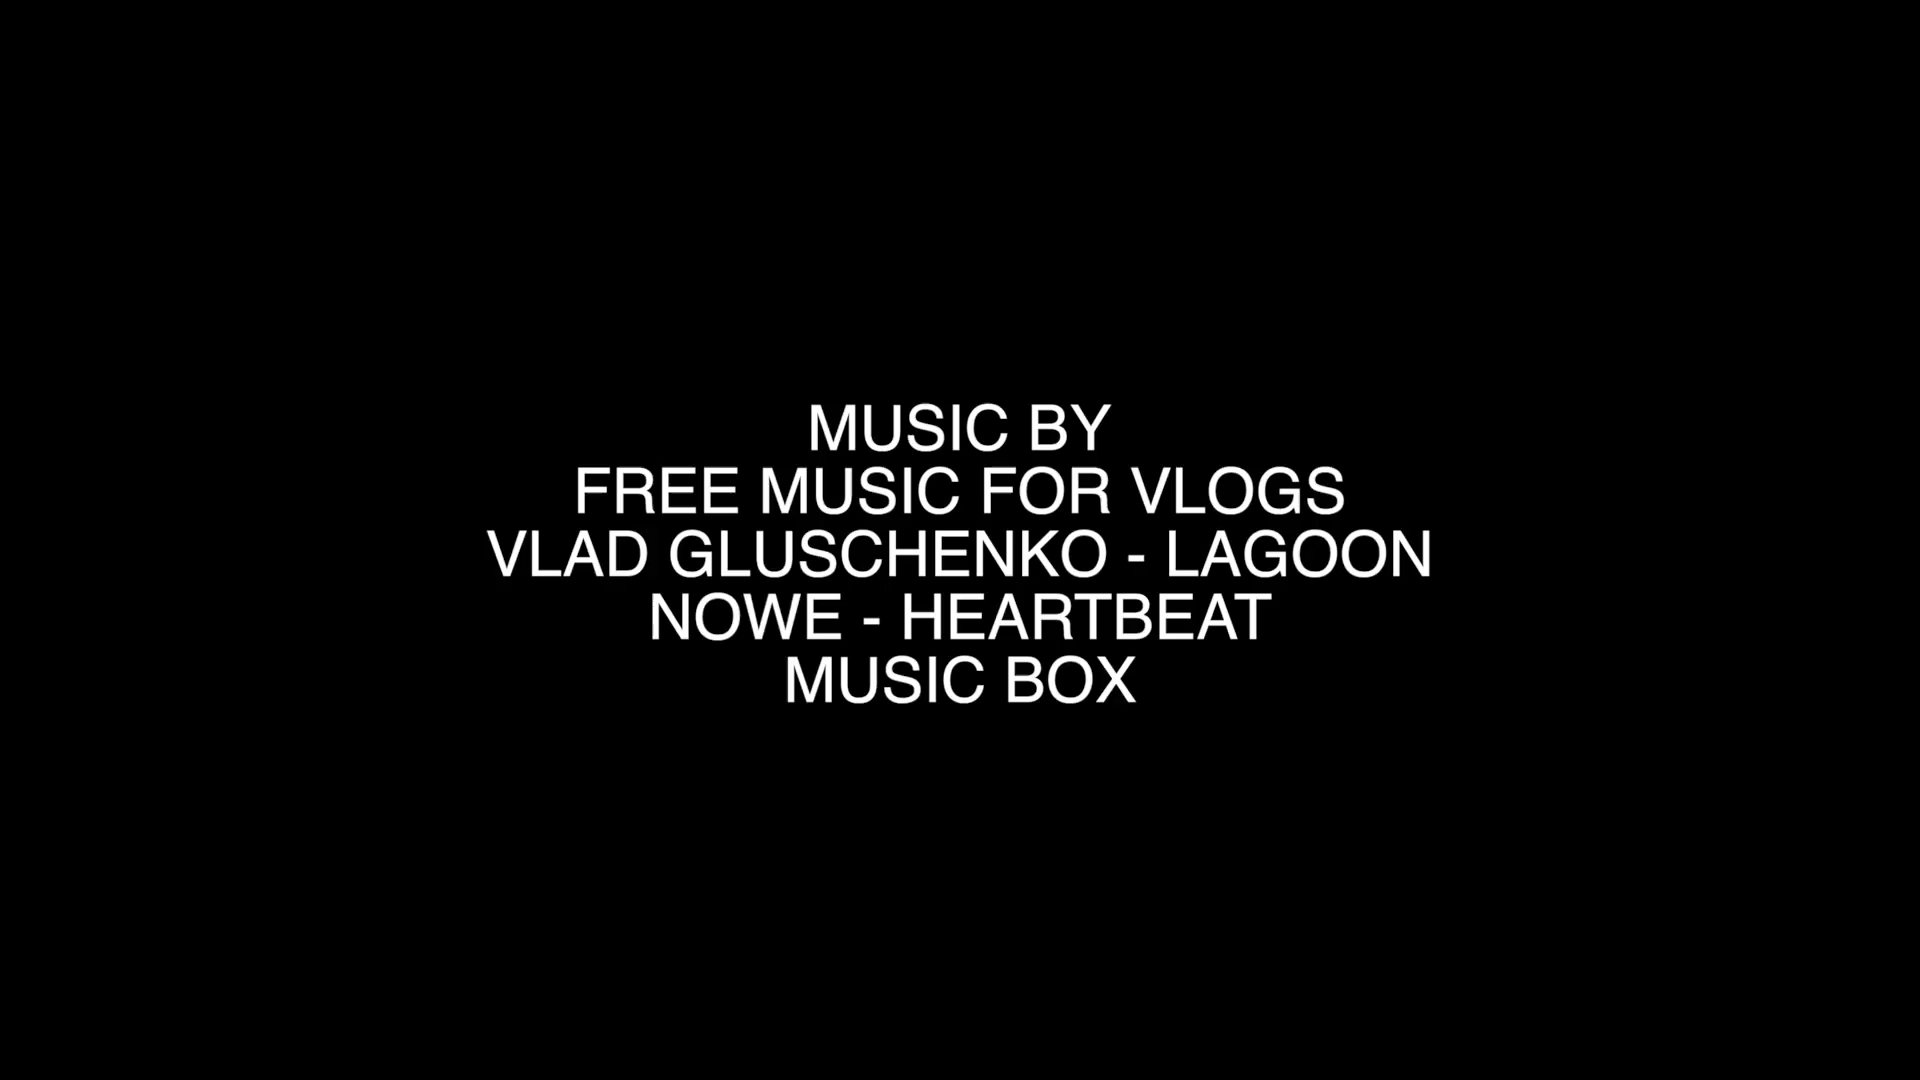 MUSIC BY
FREE MUSIC FOR VLOGS
VLAD GLUSCHENKO - LAGOON
NOWE - HEARTBEAT
MUSIC BOX